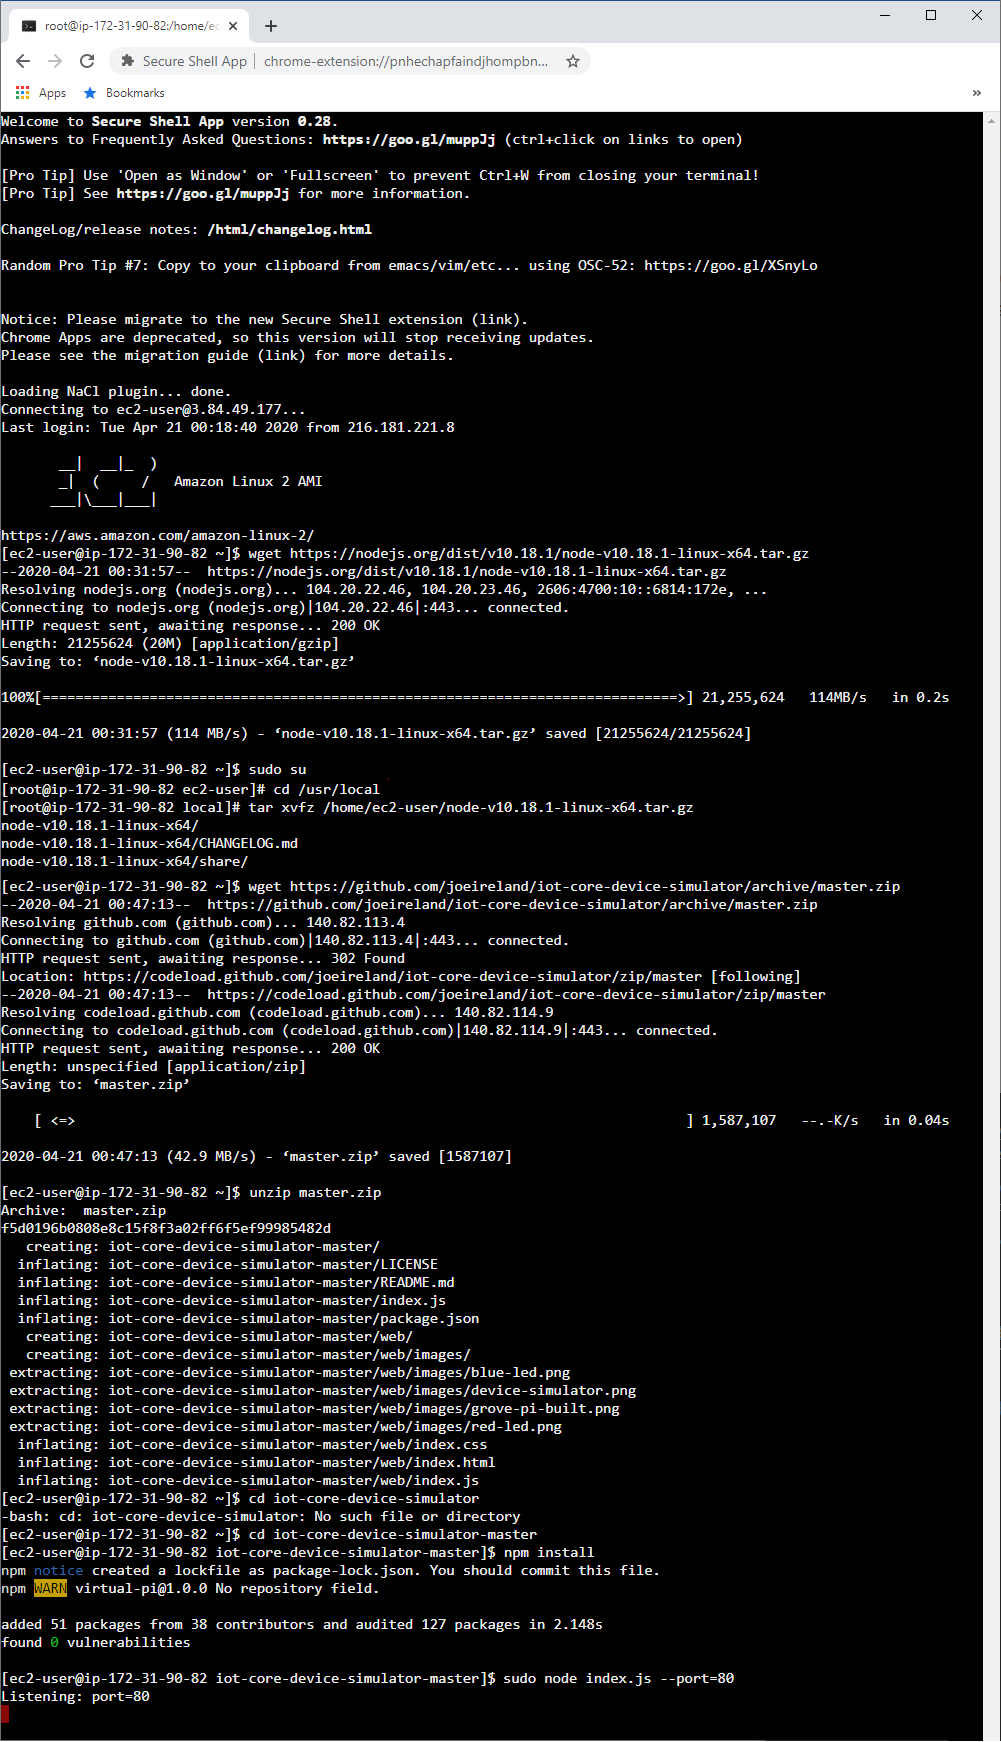 root@ip-172-31-90-82:/home/ec
Secure Shell App | chrome-extension://pnhechapfaindjhompbn...
Apps Bookmarks »
Welcome to Secure Shell App version 0.28.
Answers to Frequently Asked Questions: https://goo.gl/muppJj (ctrl+click on links to open)
[Pro Tip] Use 'Open as Window' or 'Fullscreen' to prevent Ctrl+W from closing your terminal!
[Pro Tip] See https://goo.gl/muppJj for more information.
ChangeLog/release notes: /html/changelog.html
Random Pro Tip #7: Copy to your clipboard from emacs/vim/etc... using OSC-52: https://goo.gl/XSnyLo
Notice: Please migrate to the new Secure Shell extension (link).
Chrome Apps are deprecated, so this version will stop receiving updates.
Please see the migration guide (link) for more details.
Loading NaCl plugin... done.
Connecting to ec2-user@3.84.49.177...
Last login: Tue Apr 21 00:18:40 2020 from 216.181.221.8
       __|  __|_  )
       _|  (     /   Amazon Linux 2 AMI
      ___|\___|___|
https://aws.amazon.com/amazon-linux-2/
[ec2-user@ip-172-31-90-82 ~]$ wget https://nodejs.org/dist/v10.18.1/node-v10.18.1-linux-x64.tar.gz
--2020-04-21 00:31:57--  https://nodejs.org/dist/v10.18.1/node-v10.18.1-linux-x64.tar.gz
Resolving nodejs.org (nodejs.org)... 104.20.22.46, 104.20.23.46, 2606:4700:10::6814:172e, ...
Connecting to nodejs.org (nodejs.org)|104.20.22.46|:443... connected.
HTTP request sent, awaiting response... 200 OK
Length: 21255624 (20M) [application/gzip]
Saving to: ‘node-v10.18.1-linux-x64.tar.gz’
100%[=============================================================================>] 21,255,624   114MB/s   in 0.2s
2020-04-21 00:31:57 (114 MB/s) - ‘node-v10.18.1-linux-x64.tar.gz’ saved [21255624/21255624]
[ec2-user@ip-172-31-90-82 ~]$ sudo su
[root@ip-172-31-90-82 ec2-user]# cd /usr/local
[root@ip-172-31-90-82 local]# tar xvfz /home/ec2-user/node-v10.18.1-linux-x64.tar.gz
node-v10.18.1-linux-x64/
node-v10.18.1-linux-x64/CHANGELOG.md
node-v10.18.1-linux-x64/share/
[ec2-user@ip-172-31-90-82 ~]$ wget https://github.com/joeireland/iot-core-device-simulator/archive/master.zip
--2020-04-21 00:47:13--  https://github.com/joeireland/iot-core-device-simulator/archive/master.zip
Resolving github.com (github.com)... 140.82.113.4
Connecting to github.com (github.com)|140.82.113.4|:443... connected.
HTTP request sent, awaiting response... 302 Found
Location: https://codeload.github.com/joeireland/iot-core-device-simulator/zip/master [following]
--2020-04-21 00:47:13--  https://codeload.github.com/joeireland/iot-core-device-simulator/zip/master
Resolving codeload.github.com (codeload.github.com)... 140.82.114.9
Connecting to codeload.github.com (codeload.github.com)|140.82.114.9|:443... connected.
HTTP request sent, awaiting response... 200 OK
Length: unspecified [application/zip]
Saving to: ‘master.zip’
    [ <=>                                                                          ] 1,587,107   --.-K/s   in 0.04s
2020-04-21 00:47:13 (42.9 MB/s) - ‘master.zip’ saved [1587107]
[ec2-user@ip-172-31-90-82 ~]$ unzip master.zip
Archive:  master.zip
f5d0196b0808e8c15f8f3a02ff6f5ef99985482d
   creating: iot-core-device-simulator-master/
  inflating: iot-core-device-simulator-master/LICENSE
  inflating: iot-core-device-simulator-master/README.md
  inflating: iot-core-device-simulator-master/index.js
  inflating: iot-core-device-simulator-master/package.json
   creating: iot-core-device-simulator-master/web/
   creating: iot-core-device-simulator-master/web/images/
 extracting: iot-core-device-simulator-master/web/images/blue-led.png
 extracting: iot-core-device-simulator-master/web/images/device-simulator.png
 extracting: iot-core-device-simulator-master/web/images/grove-pi-built.png
 extracting: iot-core-device-simulator-master/web/images/red-led.png
  inflating: iot-core-device-simulator-master/web/index.css
  inflating: iot-core-device-simulator-master/web/index.html
  inflating: iot-core-device-simulator-master/web/index.js
[ec2-user@ip-172-31-90-82 ~]$ cd iot-core-device-simulator
-bash: cd: iot-core-device-simulator: No such file or directory
[ec2-user@ip-172-31-90-82 ~]$ cd iot-core-device-simulator-master
[ec2-user@ip-172-31-90-82 iot-core-device-simulator-master]$ npm install
npm notice created a lockfile as package-lock.json. You should commit this file.
npm WARN virtual-pi@1.0.0 No repository field.
added 51 packages from 38 contributors and audited 127 packages in 2.148s
found 0 vulnerabilities
[ec2-user@ip-172-31-90-82 iot-core-device-simulator-master]$ sudo node index.js --port=80
Listening: port=80